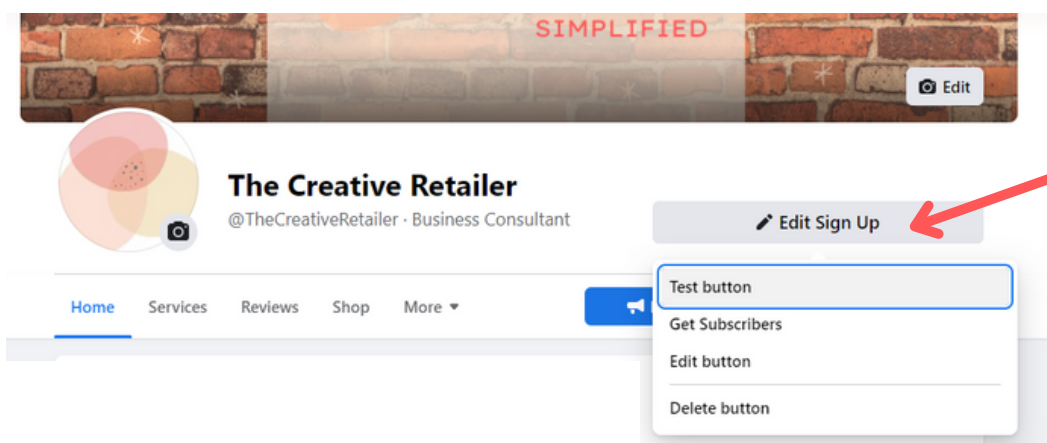 SIMPLIFIED
Edit
The Creative Retailer
@TheCreativeRetailer · Business Consultant
Edit Sign Up
Home Services Reviews Shop More
Test button
Get Subscribers
Edit button
Delete button